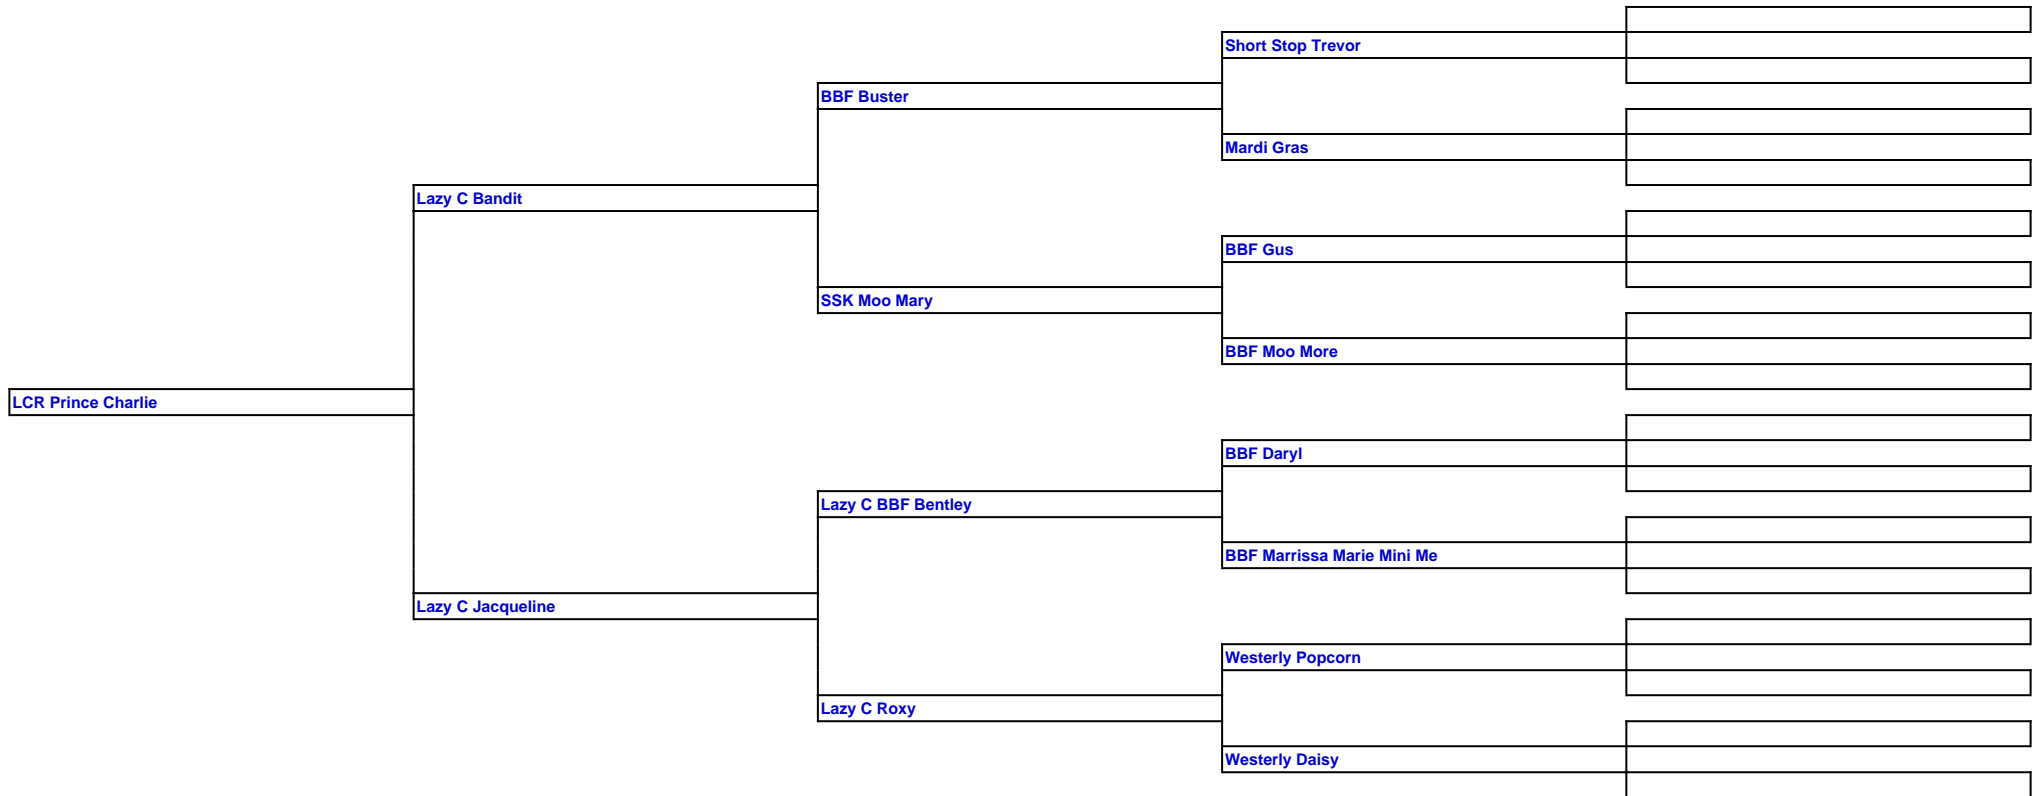 Short Stop Trevor
BBF Buster
Mardi Gras
Lazy C Bandit
BBF Gus
SSK Moo Mary
BBF Moo More
LCR Prince Charlie
BBF Daryl
Lazy C BBF Bentley
BBF Marrissa Marie Mini Me
Lazy C Jacqueline
Westerly Popcorn
Lazy C Roxy
Westerly Daisy